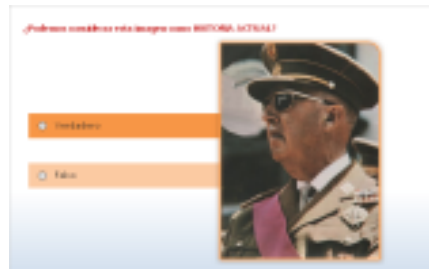 ¿Podemos considerar esta imagen como HISTORIA ACTUAL?
Verdadero
Falso